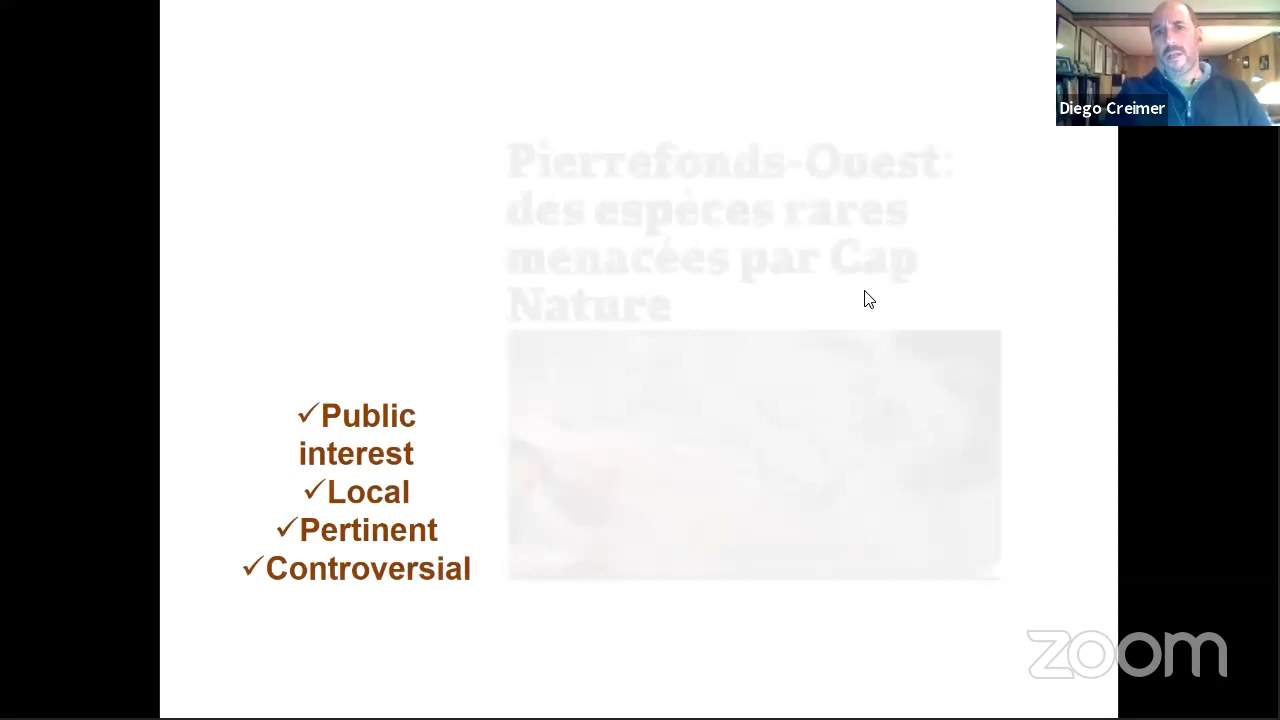 Diego Creimer
Pierrefonds-Ouest:
des espèces rares
menacées par Cap
Nature
✓Public
interest
✓Local
✓Pertinent
✓Controversial
zoom